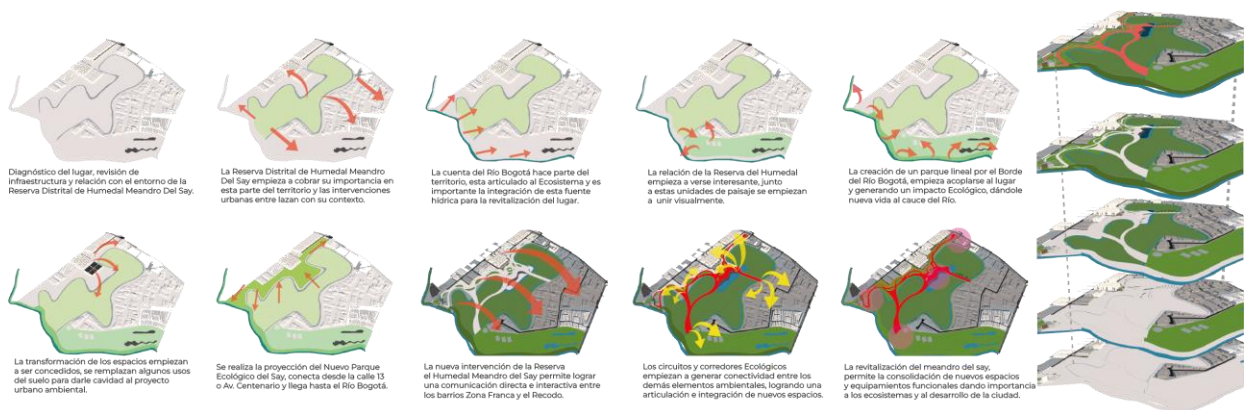 Diagnóstico del lugar, revisión de
infraestructura y relación con el entorno de la
Reserva Distrital de Humedal Meandro Del Say.
La Reserva Distrital de Humedal Meandro
Del Say empieza a cobrar su importancia en
esta parte del territorio y las intervenciones
urbanas entre lazan con su contexto.
La cuenta del Río Bogotá hace parte del
territorio, esta articulado al Ecosistema y es
importante la integración de esta fuente
hídrica para la revitalización del lugar.
La relación de la Reserva del Humedal
empieza a verse interesante, junto
a estas unidades de paisaje se empiezan
a unir visualmente.
La creación de un parque lineal por el Borde
del Río Bogotá, empieza acoplarse al lugar
y generando un impacto Ecológico, dándole
nueva vida al cauce del Río.
La transformación de los espacios empiezan
a ser concedidos, se remplazan algunos usos
del suelo para darle cavidad al proyecto
urbano ambiental.
Se realiza la proyección del Nuevo Parque
Ecológico del Say, conecta desde la calle 13
o Av. Centenario y llega hasta el Río Bogotá.
La nueva intervención de la Reserva
el Humedal Meandro del Say permite lograr
una comunicación directa e interactiva entre
los barrios Zona Franca y el Recodo.
Los circuitos y corredores Ecológicos
empiezan a generar conectividad entre los
demás elementos ambientales, logrando una
articulación e integración de nuevos espacios.
La revitalización del meandro del say,
permite la consolidación de nuevos espacios
y equipamientos funcionales dando importancia
a los ecosistemas y al desarrollo de la ciudad.